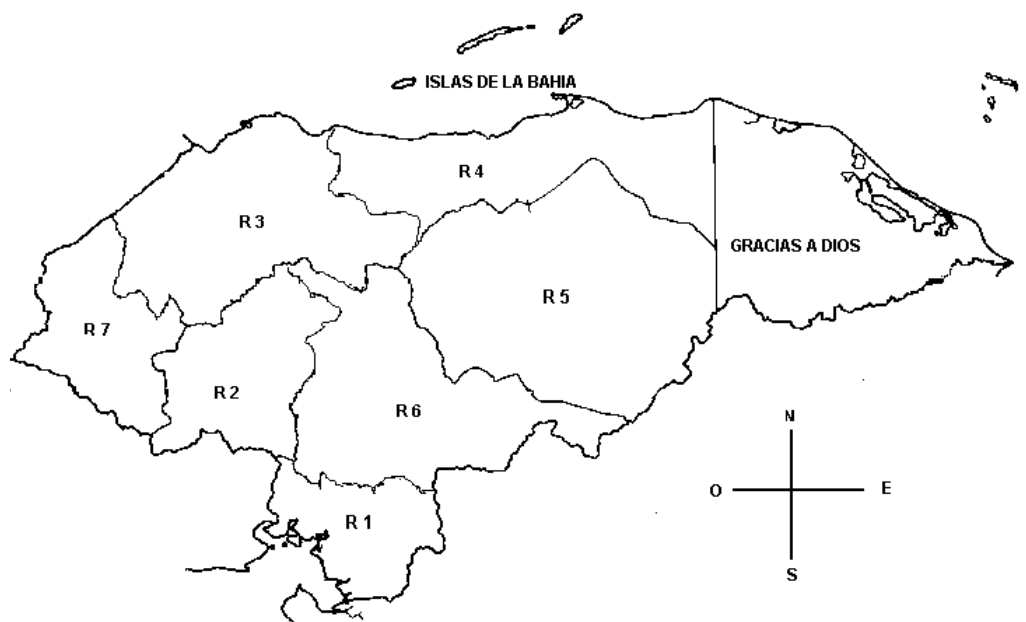 ISLAS DE LA BAHIA
R 4
R 3
GRACIAS A DIOS
R 5
R 7
R 2
R 6
N
O
E
R 1
S